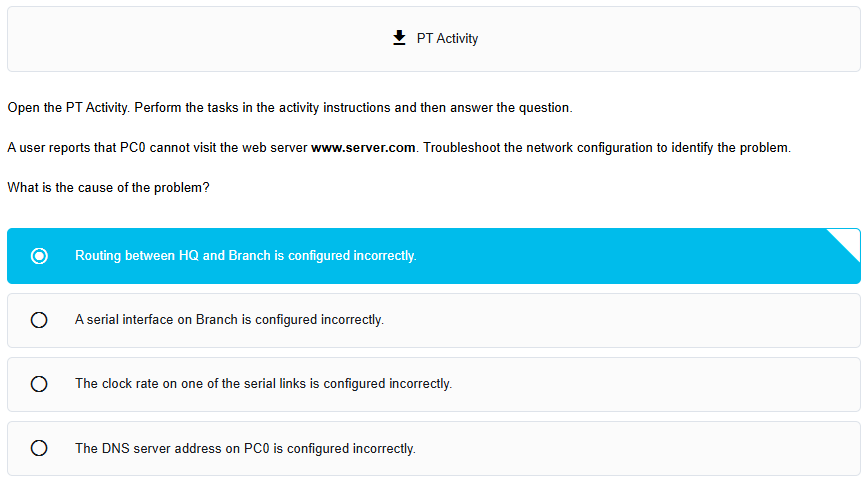 PT Activity
Open the PT Activity. Perform the tasks in the activity instructions and then answer the question.
A user reports that PC0 cannot visit the web server www.server.com. Troubleshoot the network configuration to identify the problem.
What is the cause of the problem?
Routing between HQ and Branch is configured incorrectly.
A serial interface on Branch is configured incorrectly.
The clock rate on one of the serial links is configured incorrectly.
The DNS server address on PC0 is configured incorrectly.